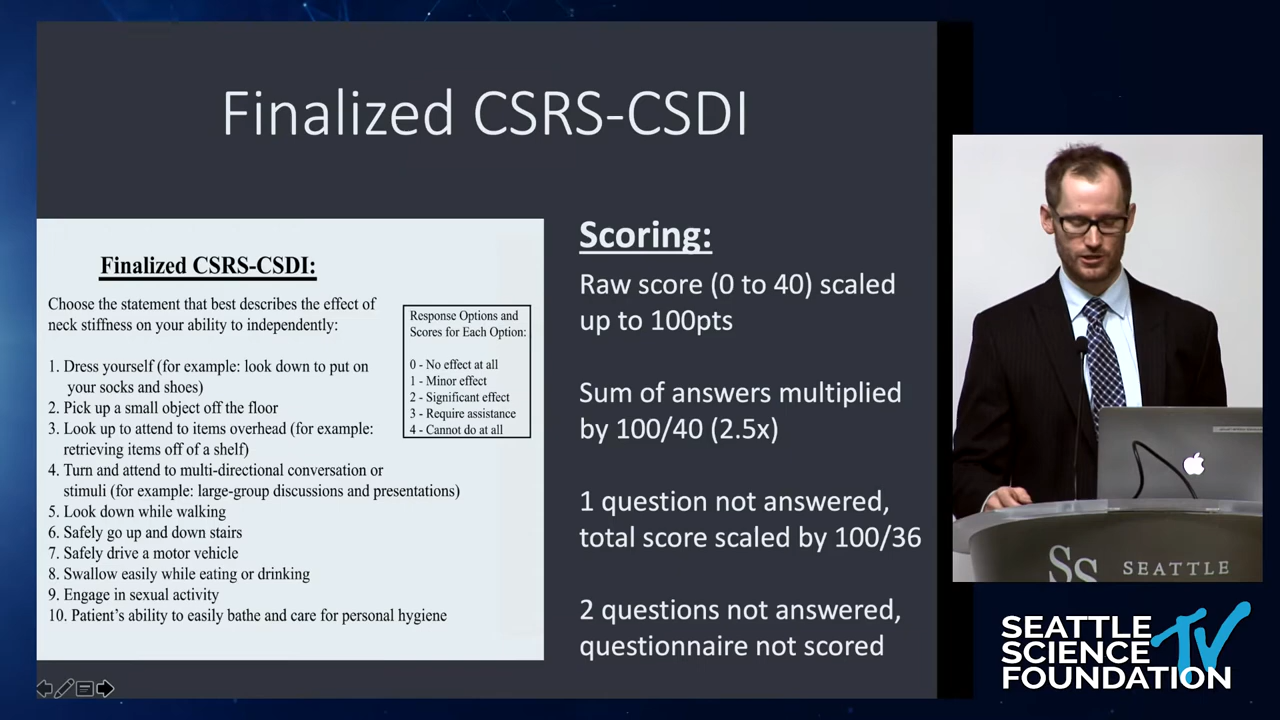 Finalized CSRS-CSDI
Finalized CSRS-CSDI:
Choose the statement that best describes the effect of
neck stiffness on your ability to independently:
1. Dress yourself (for example: look down to put on
your socks and shoes)
2. Pick up a small object off the floor
3. Look up to attend to items overhead (for example:
retrieving items off of a shelf)
4. Turn and attend to multi-directional conversation or
stimuli (for example: large-group discussions and presentations)
5. Look down while walking
6. Safely go up and down stairs
7. Safely drive a motor vehicle
8. Swallow easily while eating or drinking
9. Engage in sexual activity
10. Patient's ability to easily bathe and care for personal hygiene
Response Options and
Scores for Each Option:
0 - No effect at all
1 - Minor effect
2 - Significant effect
3 - Require assistance
4 - Cannot do at all
Scoring:
Raw score (0 to 40) scaled
up to 100pts
Sum of answers multiplied
by 100/40 (2.5x)
1 question not answered,
total score scaled by 100/36
2 questions not answered,
questionnaire not scored
SS SEATTLE
SEATTLE
SCIENCE TV
FOUNDATION